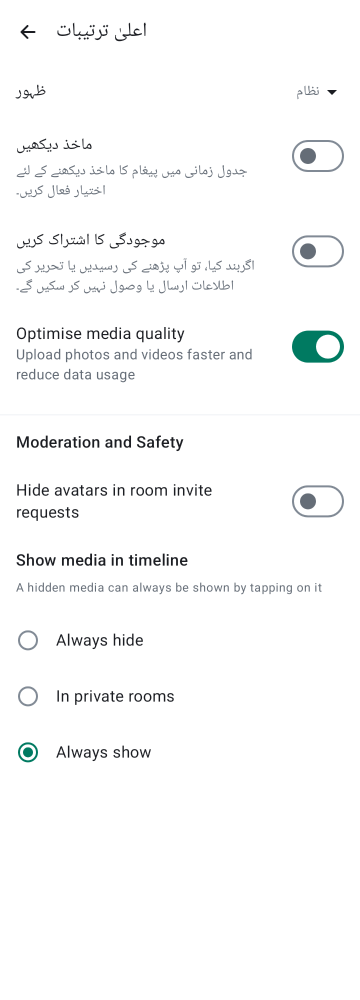 اعلیٰ ترتیبات
ظہور
نظام
ماخذ دیکھیں
جدول زمانی میں پیغام کا ماخذ دیکھنے کے لئے
اختیار فعال کریں۔
موجودگی کا اشتراک کریں
اگربند کیا، تو آپ پڑھنے کی رسیدیں یا تحریر کی
اطلاعات ارسال یا وصول نہیں کر سکیں گے۔
Optimise media quality
Upload photos and videos faster and
reduce data usage
Moderation and Safety
Hide avatars in room invite
requests
Show media in timeline
A hidden media can always be shown by tapping on it
Always hide
In private rooms
Always show